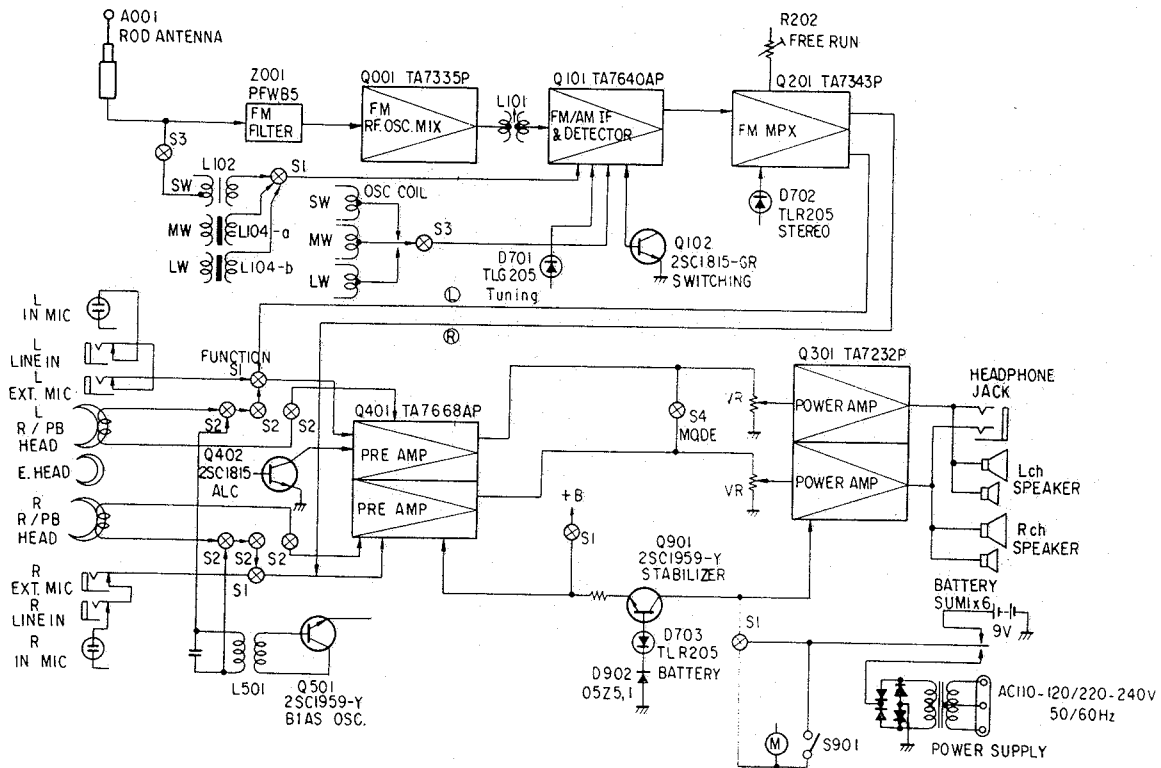 A001
ROD ANTENNA
Z001
PFWB5
FM
FILTER
Q001 TA7335P
FM
RF.OSC.MIX
L101
Q101 TA7640AP
FM/AM IF
& DETECTOR
R202
FREE RUN
Q201 TA7343P
FM MPX
S3
L102
S1
SW
MW
L104-a
LW
L104-b
OSC COIL
SW
MW
LW
S3
D701
TLG205
Tuning
Q102
2SC1815-GR
SWITCHING
D702
TLR205
STEREO
L
R
L
IN MIC
L
LINE IN
L
EXT. MIC
L
R / PB
HEAD
E. HEAD
R
R/PB
HEAD
R
EXT. MIC
R
LINE IN
R
IN MIC
FUNCTION
S1
S2
S2
S2
Q402
2SC1815
ALC
S2
S2
S2
S1
Q401 TA7668AP
PRE AMP
PRE AMP
S4
MODE
VR
VR
Q301 TA7232P
POWER AMP
POWER AMP
HEADPHONE
JACK
Lch
SPEAKER
Rch
SPEAKER
+B
S1
Q901
2SC1959-Y
STABILIZER
D703
TLR205
BATTERY
D902
05Z5,1
S1
BATTERY
SUM1x6
9V
L501
Q501
2SC1959-Y
BIAS OSC.
M
S901
AC110-120/220-240V
50/60Hz
POWER SUPPLY